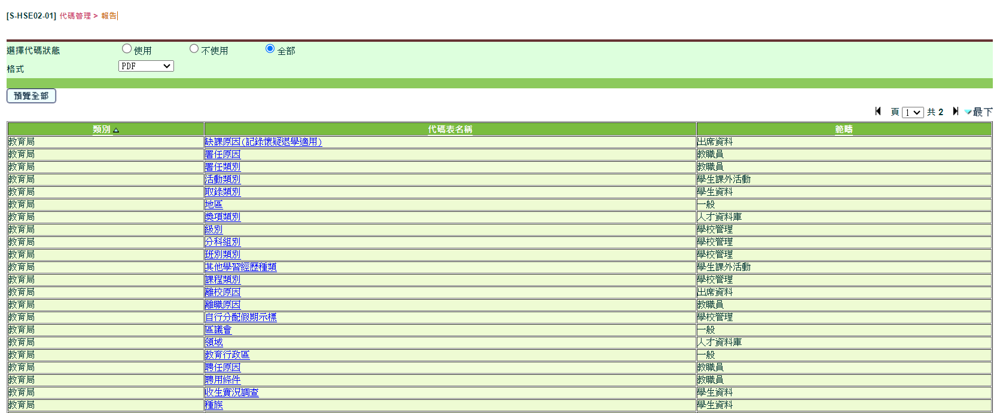 [S-HSE02-01] 代碼管理 > 報告
選擇代碼狀態 使用 不使用 全部
格式 PDF
預覽全部
頁 1 共 2 最下
類別 代碼表名稱 範疇
教育局 缺課原因(記錄懷疑退學適用) 出席資料
教育局 署任原因 教職員
教育局 署任類別 教職員
教育局 活動類別 學生課外活動
教育局 取錄類別 學生資料
教育局 地區 一般
教育局 獎項類別 人才資料庫
教育局 級別 學校管理
教育局 分科組別 學校管理
教育局 班別類別 學校管理
教育局 其他學習經歷種類 學生課外活動
教育局 課程類別 學校管理
教育局 離校原因 出席資料
教育局 離職原因 教職員
教育局 自行分配假期示標 學校管理
教育局 區議會 一般
教育局 領域 人才資料庫
教育局 教育行政區 一般
教育局 聘任原因 教職員
教育局 聘用條件 教職員
教育局 收生實況調查 學生資料
教育局 種族 學生資料